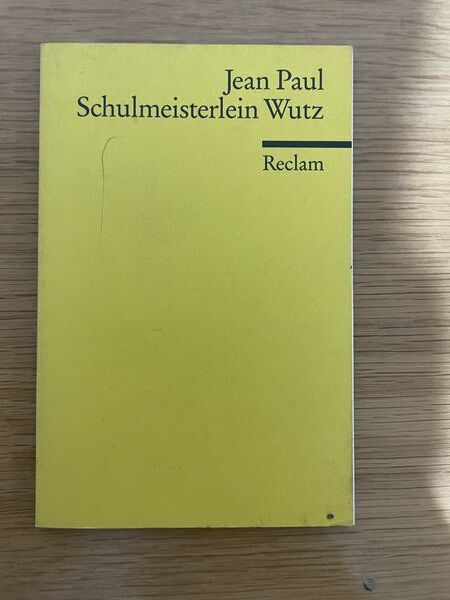 Jean Paul
Schulmeisterlein Wutz
Reclam